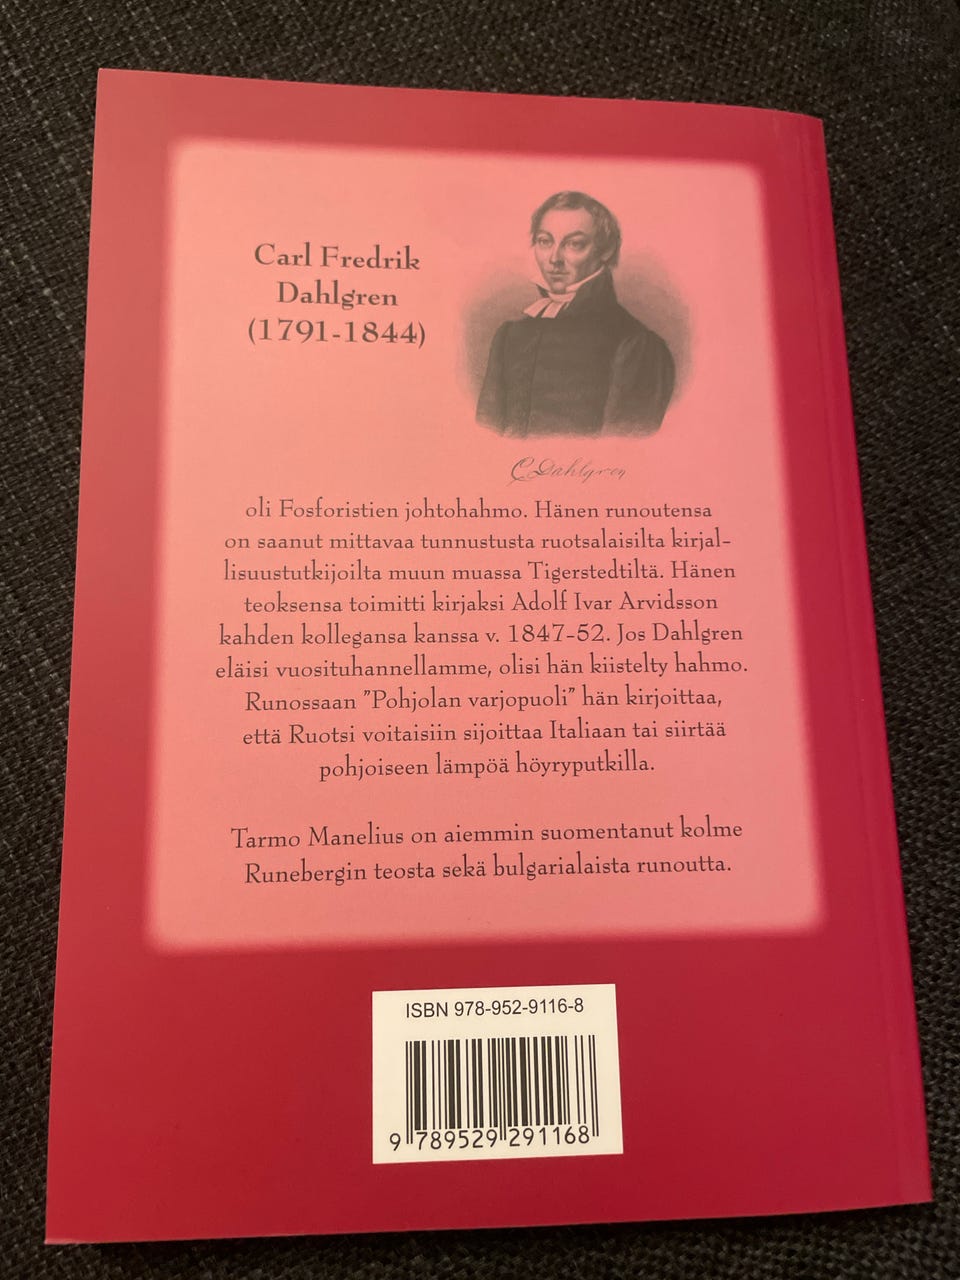 Carl Fredrik
Dahlgren
(1791-1844)
C Dahlgren
oli Fosforistien johtohahmo. Hänen runoutensa
on saanut mittavaa tunnustusta ruotsalaisilta kirjal-
lisuustutkijoilta muun muassa Tigerstedtiltä. Hänen
teoksensa toimitti kirjaksi Adolf Ivar Arvidsson
kahden kollegansa kanssa v. 1847-52. Jos Dahlgren
eläisi vuosituhannellamme, olisi hän kiistelty hahmo.
Runossaan "Pohjolan varjopuoli" hän kirjoittaa,
että Ruotsi voitaisiin sijoittaa Italiaan tai siirtää
pohjoiseen lämpöä höyryputkilla.
Tarmo Manelius on aiemmin suomentanut kolme
Runebergin teosta sekä bulgarialaista runoutta.
ISBN 978-952-9116-8
9 789529 291168